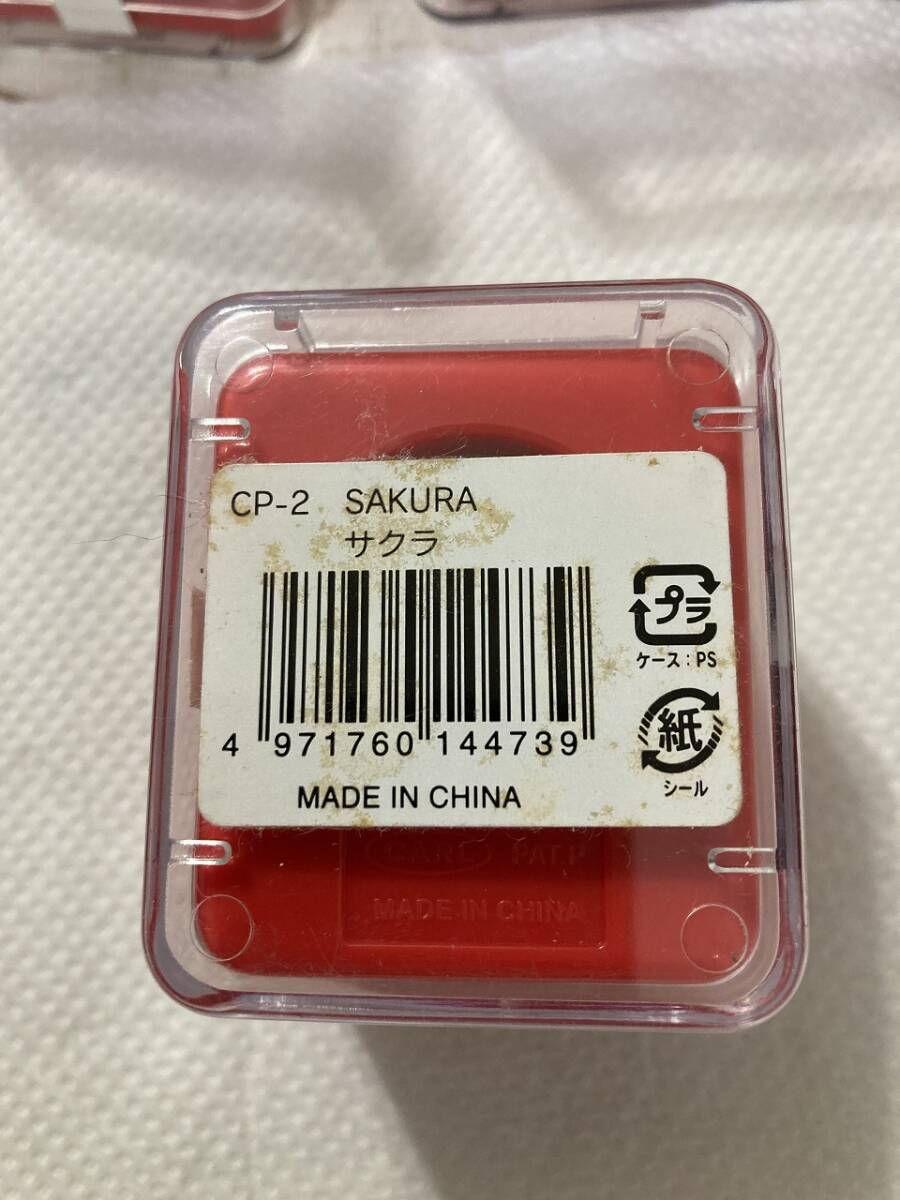 CP-2 SAKURA
サクラ
プラ
ケース:PS
紙
シール
4 971760 144739
MADE IN CHINA
CARL PAT.P
MADE IN CHINA